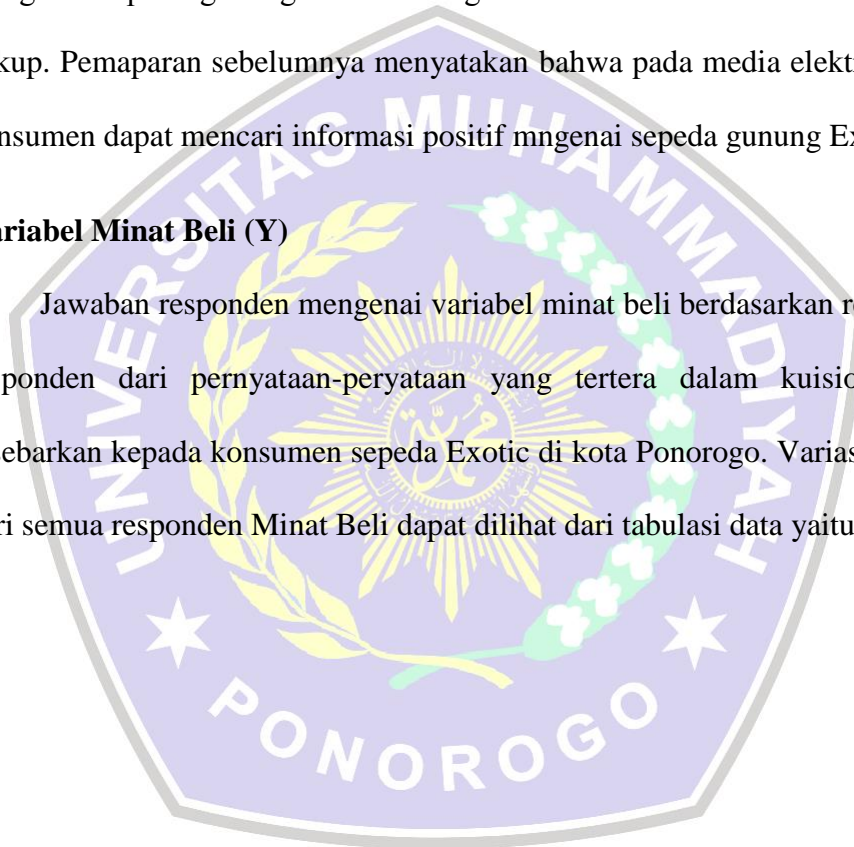 kup. Pemaparan sebelumnya menyatakan bahwa pada media elekt
nsumen dapat mencari informasi positif mngenai sepeda gunung Ex
ariabel Minat Beli (Y)
Jawaban responden mengenai variabel minat beli berdasarkan r
ponden dari pernyataan-peryataan yang tertera dalam kuisio
ebarkan kepada konsumen sepeda Exotic di kota Ponorogo. Varias
ri semua responden Minat Beli dapat dilihat dari tabulasi data yaitu
UNIVERSITAS MUHAMMADIYAH
PONOROGO